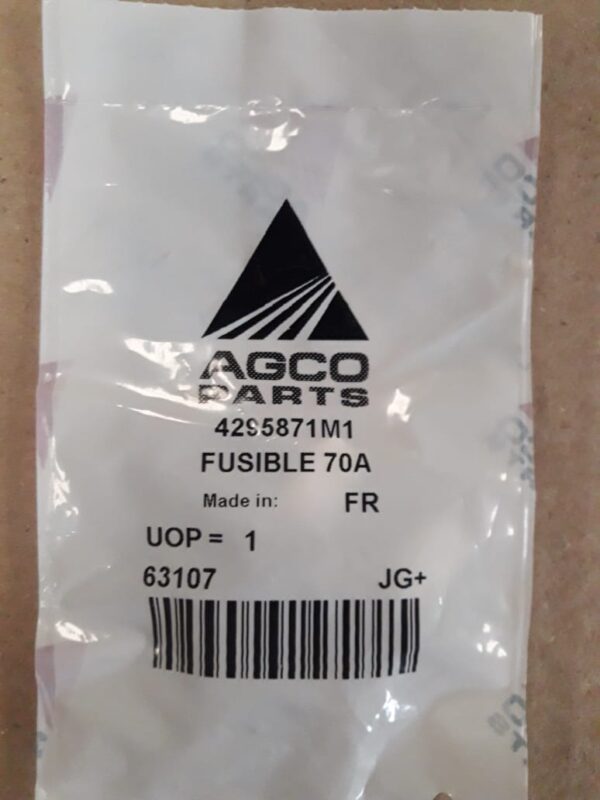 AGCO
PARTS
4295871M1
FUSIBLE 70A
Made in: FR
UOP = 1
63107 JG+